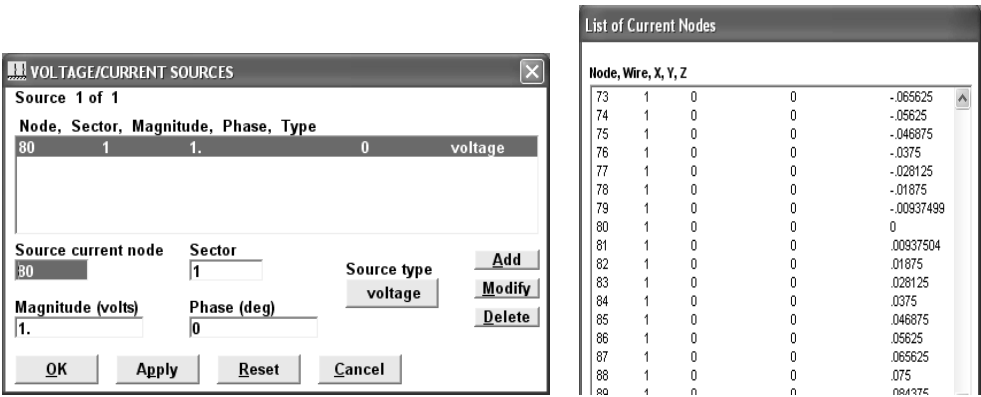 VOLTAGE/CURRENT SOURCES
Source 1 of 1
Node, Sector, Magnitude, Phase, Type
80 1 1. 0 voltage
Source current node
80
Sector
1
Source type
voltage
Magnitude (volts)
1.
Phase (deg)
0
Add
Modify
Delete
OK Apply Reset Cancel
List of Current Nodes
Node, Wire, X, Y, Z
73 1 0 0 -.065625
74 1 0 0 -.05625
75 1 0 0 -.046875
76 1 0 0 -.0375
77 1 0 0 -.028125
78 1 0 0 -.01875
79 1 0 0 -.00937499
80 1 0 0 0
81 1 0 0 .00937504
82 1 0 0 .01875
83 1 0 0 .028125
84 1 0 0 .0375
85 1 0 0 .046875
86 1 0 0 .05625
87 1 0 0 .065625
88 1 0 0 .075
89 1 0 0 .084375